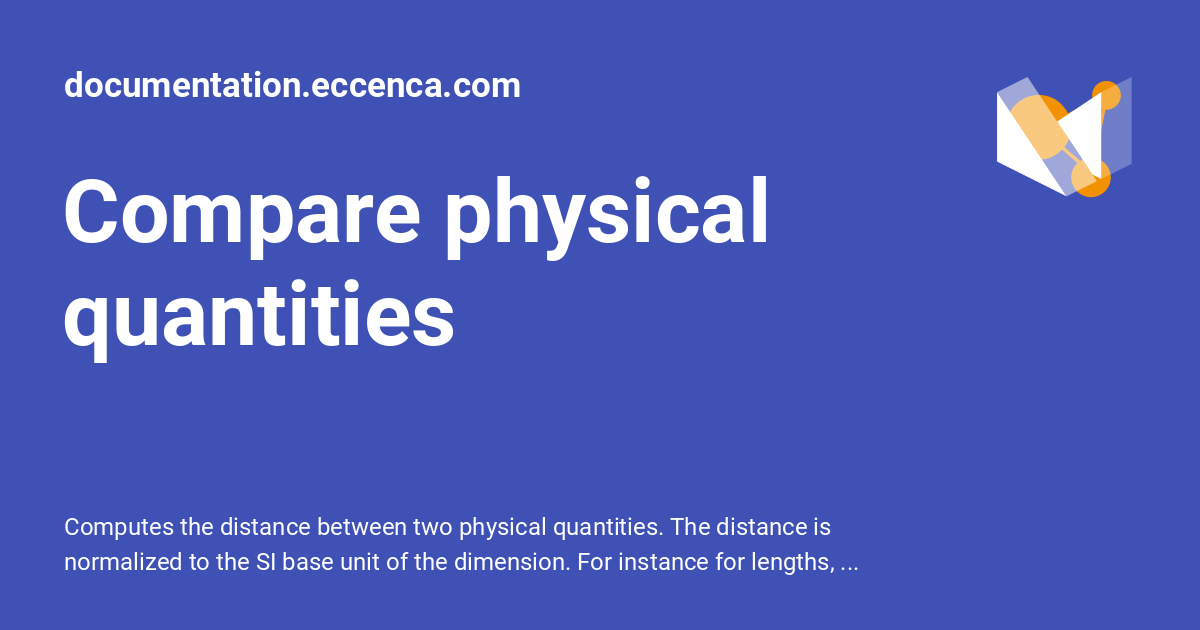 documentation.eccenca.com
Compare physical
quantities
Computes the distance between two physical quantities. The distance is
normalized to the SI base unit of the dimension. For instance for lengths, ...